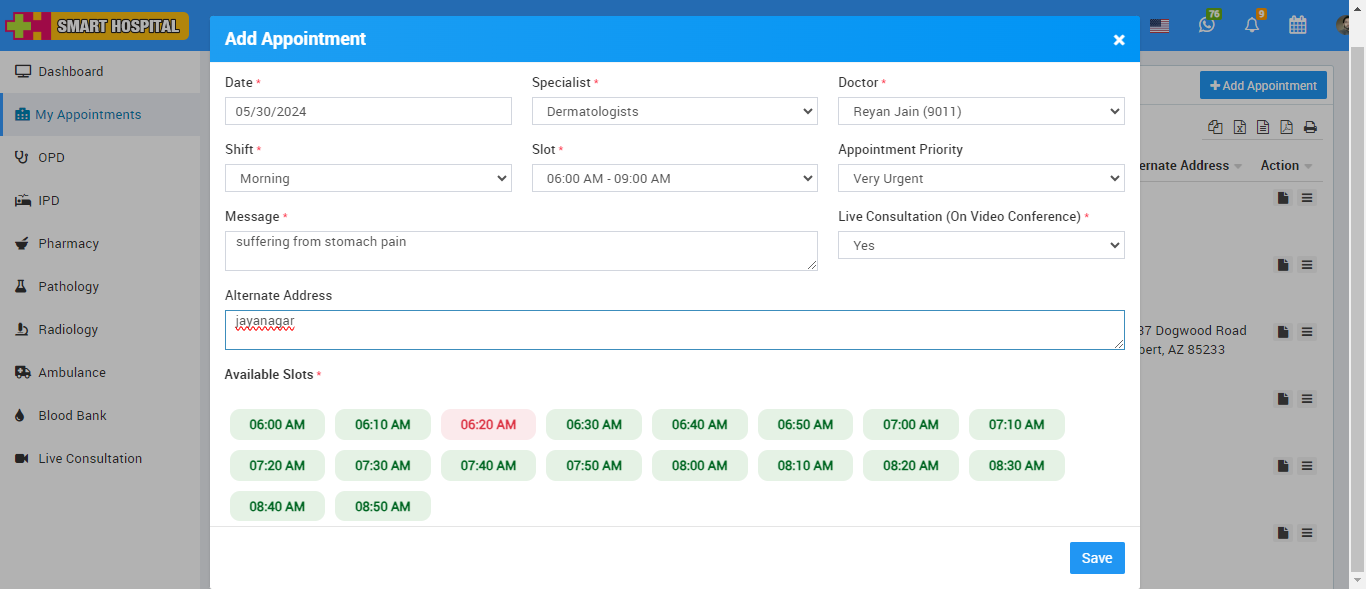 SMART HOSPITAL
76
9
Dashboard
My Appointments
OPD
IPD
Pharmacy
Pathology
Radiology
Ambulance
Blood Bank
Live Consultation
Add Appointment
×
Date *
Specialist *
Doctor *
05/30/2024
Dermatologists
Reyan Jain (9011)
Shift *
Slot *
Appointment Priority
Morning
06:00 AM - 09:00 AM
Very Urgent
Message *
Live Consultation (On Video Conference) *
suffering from stomach pain
Yes
Alternate Address
jayanagar
Available Slots *
06:00 AM 06:10 AM 06:20 AM 06:30 AM 06:40 AM 06:50 AM 07:00 AM 07:10 AM
07:20 AM 07:30 AM 07:40 AM 07:50 AM 08:00 AM 08:10 AM 08:20 AM 08:30 AM
08:40 AM 08:50 AM
Save
+ Add Appointment
ernate Address Action
37 Dogwood Road
bert, AZ 85233